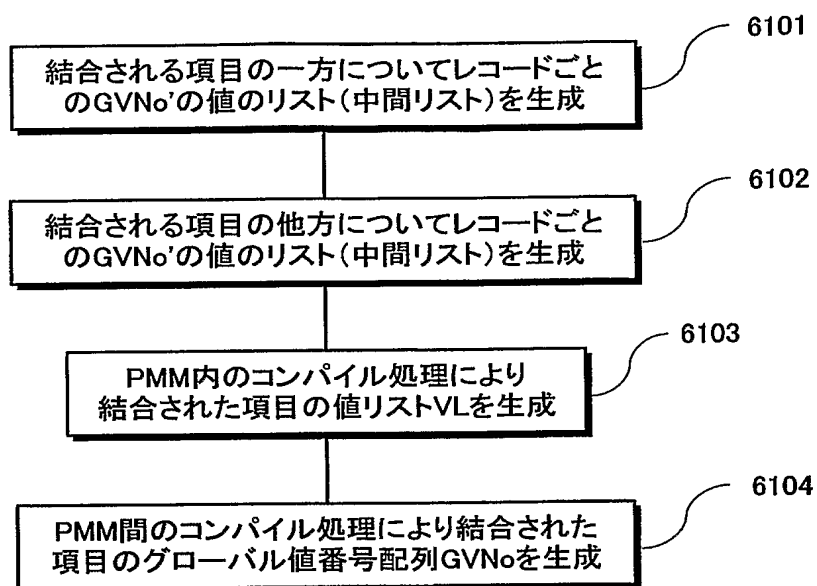 6101
結合される項目の一方についてレコードごと
のGVNo'の値のリスト(中間リスト)を生成
6102
結合される項目の他方についてレコードごと
のGVNo'の値のリスト(中間リスト)を生成
6103
PMM内のコンパイル処理により
結合された項目の値リストVLを生成
6104
PMM間のコンパイル処理により結合された
項目のグローバル値番号配列GVNoを生成